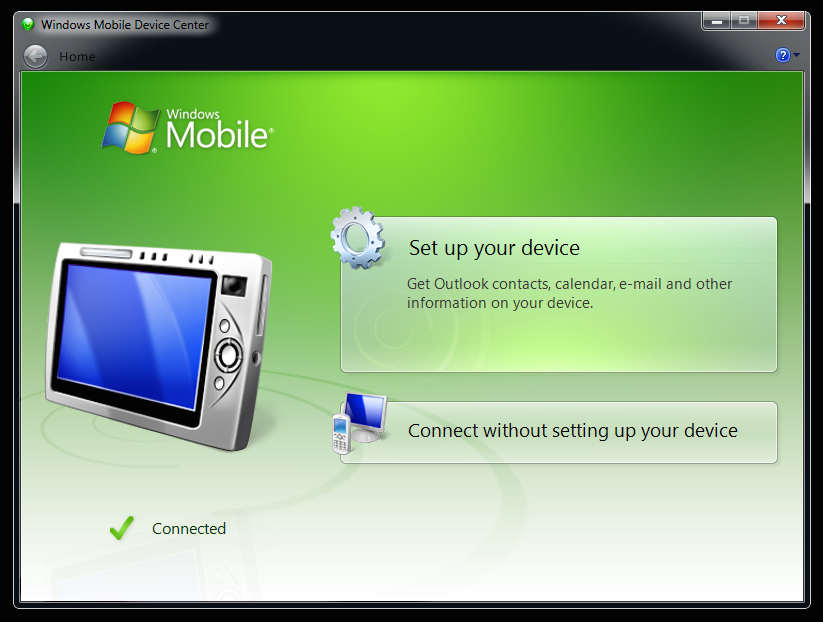 Windows Mobile Device Center
Home
?
Windows
Mobile®
Set up your device
Get Outlook contacts, calendar, e-mail and other
information on your device.
Connect without setting up your device
Connected